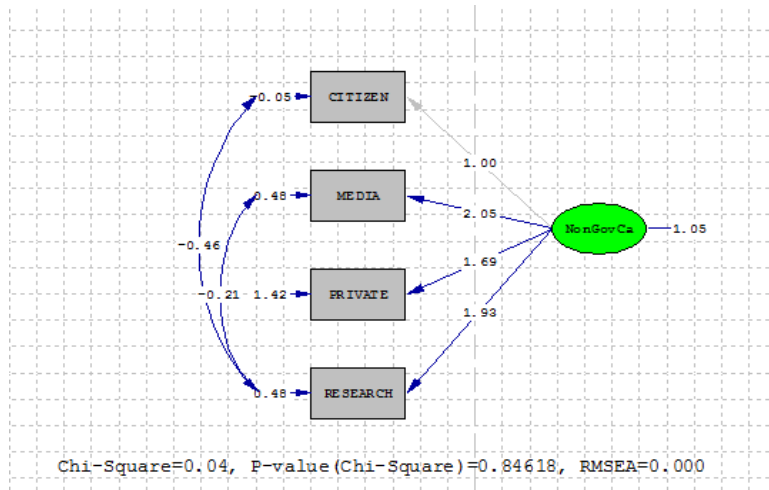 -0.05 CITIZEN
1.00
0.48 MEDIA
2.05
NonGovCa 1.05
-0.46
1.69
-0.21 1.42 PRIVATE
1.93
0.48 RESEARCH
Chi-Square=0.04, P-value(Chi-Square)=0.84618, RMSEA=0.000